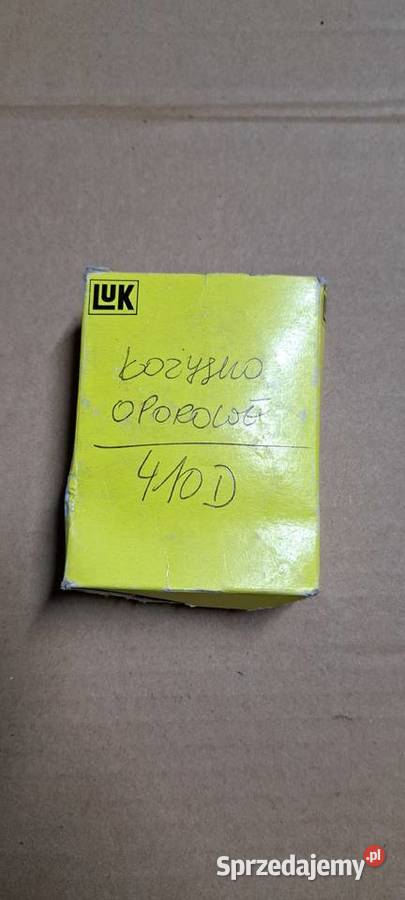 LUK
Łożysko
OPOROWE
410D
Sprzedajemy.pl